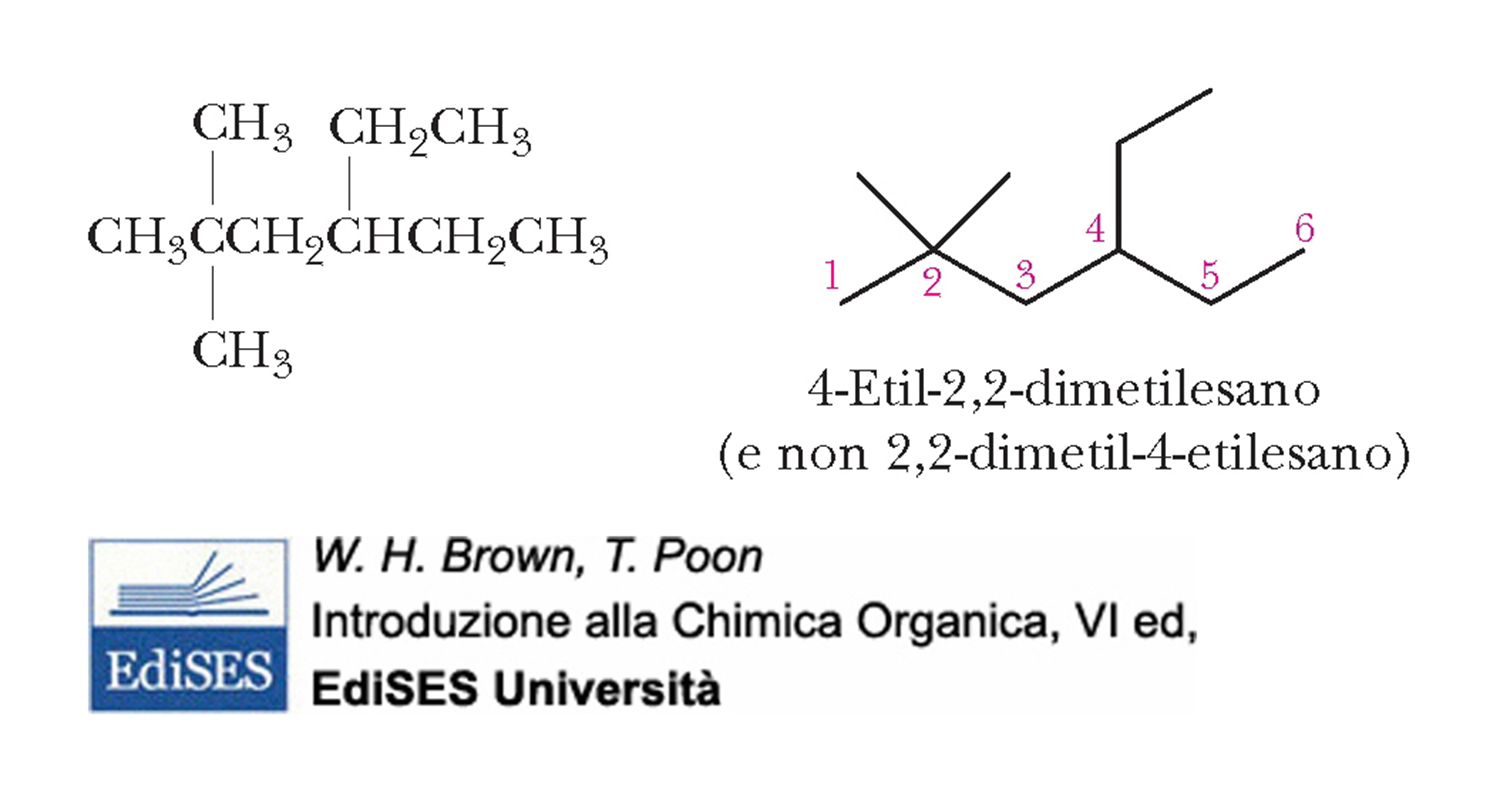 CH₃ CH₂CH₃
CH₃CCH₂CHCH₂CH₃
CH₃
1 2 3 4 5 6
4-Etil-2,2-dimetilesano
(e non 2,2-dimetil-4-etilesano)
EdiSES
W. H. Brown, T. Poon
Introduzione alla Chimica Organica, VI ed,
EdiSES Università